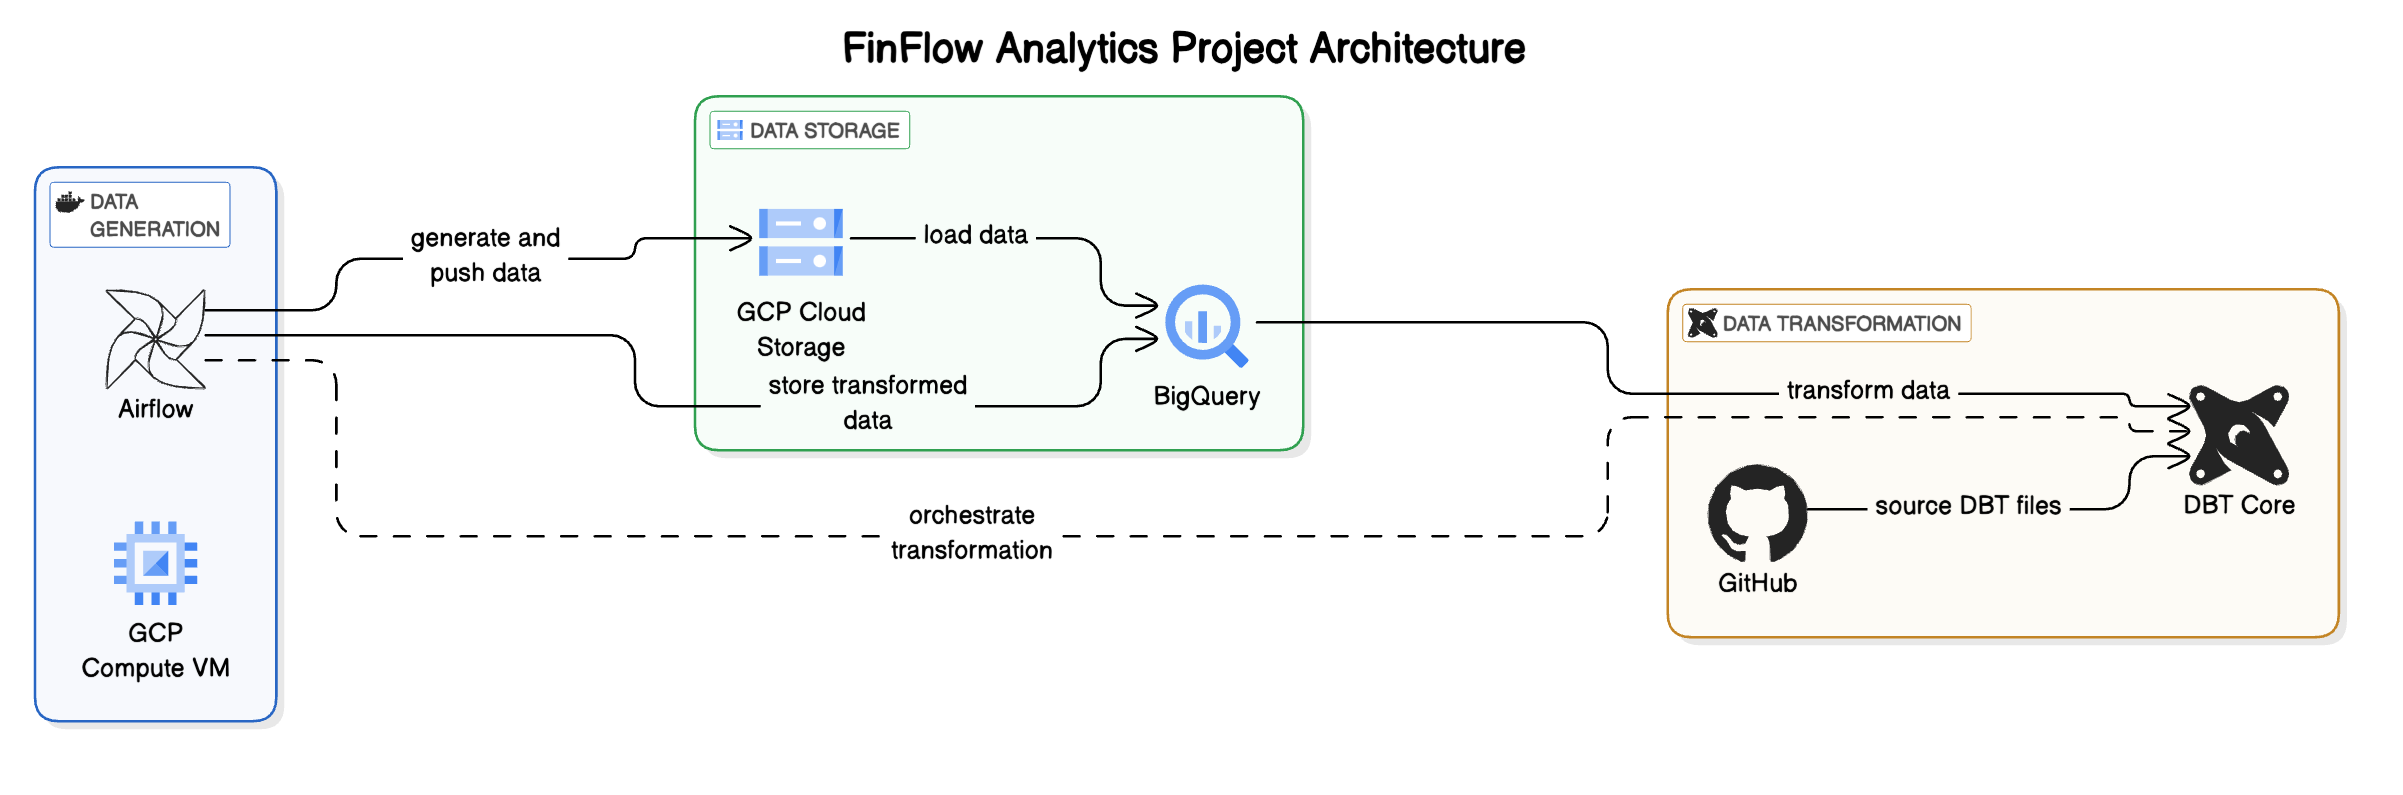 FinFlow Analytics Project Architecture
DATA STORAGE
DATA
GENERATION
generate and
push data
load data
GCP Cloud
Storage
store transformed
data
BigQuery
Airflow
DATA TRANSFORMATION
transform data
orchestrate
transformation
source DBT files
DBT Core
GitHub
GCP
Compute VM